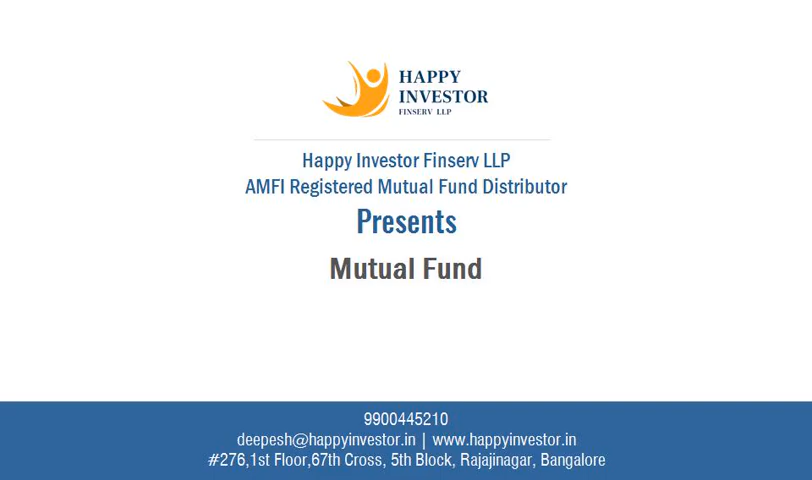 HAPPY
INVESTOR
FINSERV LLP
Happy Investor Finserv LLP
AMFI Registered Mutual Fund Distributor
Presents
Mutual Fund
9900445210
deepesh@happyinvestor.in | www.happyinvestor.in
#276,1st Floor,67th Cross, 5th Block, Rajajinagar, Bangalore